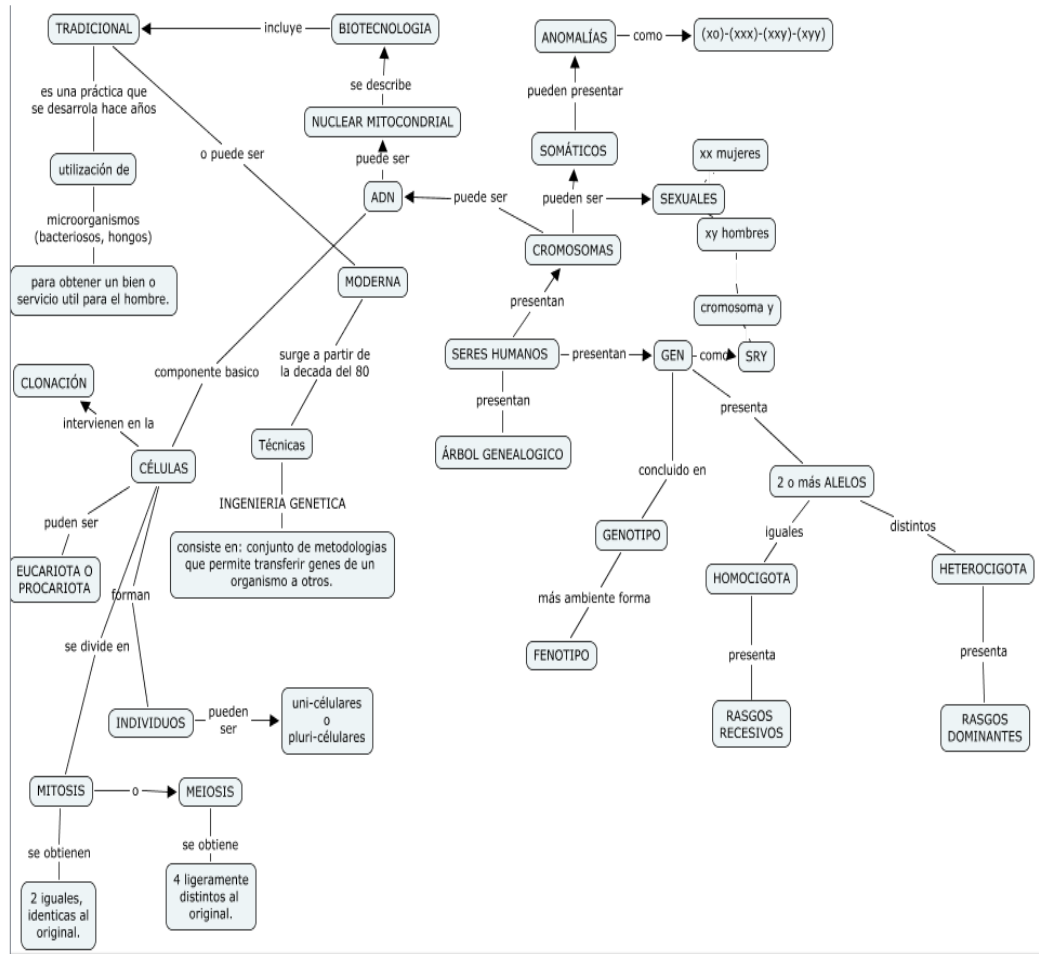 TRADICIONAL
incluye
BIOTECNOLOGIA
ANOMALÍAS
como
(xo)-(xxx)-(xxy)-(xyy)
es una práctica que
se desarrola hace años
se describe
pueden presentar
NUCLEAR MITOCONDRIAL
o puede ser
puede ser
SOMÁTICOS
xx mujeres
utilización de
ADN
puede ser
pueden ser
SEXUALES
microorganismos
(bacteriosos, hongos)
xy hombres
CROMOSOMAS
para obtener un bien o
servicio util para el hombre.
MODERNA
presentan
cromosoma y
surge a partir de
la decada del 80
SERES HUMANOS
presentan
GEN
como
SRY
componente basico
CLONACIÓN
intervienen en la
presentan
presenta
Técnicas
ÁRBOL GENEALOGICO
CÉLULAS
concluido en
2 o más ALELOS
INGENIERIA GENETICA
puden ser
iguales
distintos
GENOTIPO
consiste en: conjunto de metodologias
que permite transferir genes de un
organismo a otros.
EUCARIOTA O
PROCARIOTA
HOMOCIGOTA
HETEROCIGOTA
forman
más ambiente forma
se divide en
FENOTIPO
presenta
presenta
INDIVIDUOS
pueden
ser
uni-célulares
o
pluri-célulares
RASGOS
RECESIVOS
RASGOS
DOMINANTES
MITOSIS
o
MEIOSIS
se obtienen
se obtiene
2 iguales,
identicas al
original.
4 ligeramente
distintos al
original.